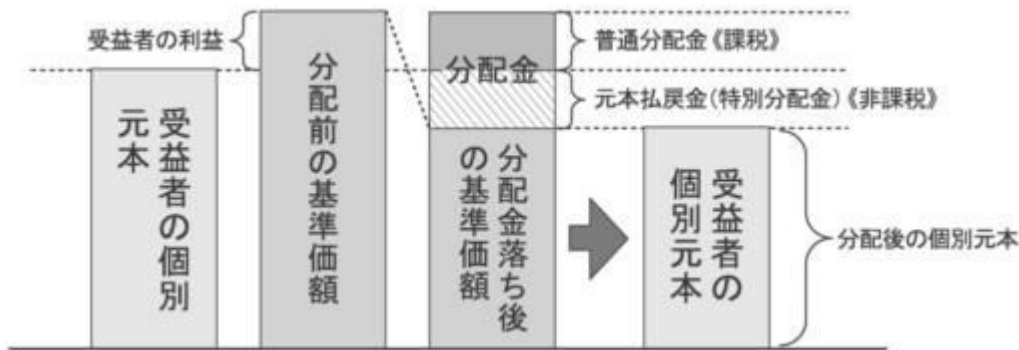 受益者の利益
受益者の個別
元本
分配前の基準価額
分配金
分配金落ち後
の基準価額
普通分配金《課税》
元本払戻金(特別分配金)《非課税》
受益者の
個別元本
分配後の個別元本